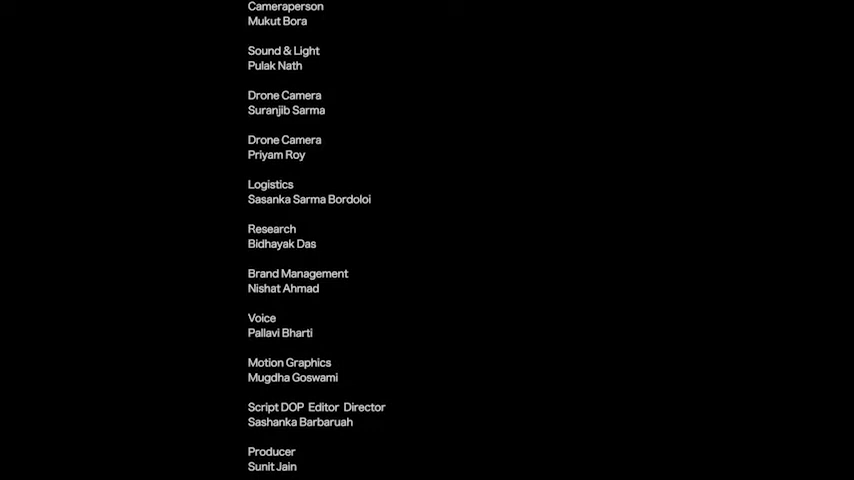 Cameraperson
Mukut Bora
Sound & Light
Pulak Nath
Drone Camera
Suranjib Sarma
Drone Camera
Priyam Roy
Logistics
Sasanka Sarma Bordoloi
Research
Bidhayak Das
Brand Management
Nishat Ahmad
Voice
Pallavi Bharti
Motion Graphics
Mugdha Goswami
Script DOP Editor Director
Sashanka Barbaruah
Producer
Sunit Jain